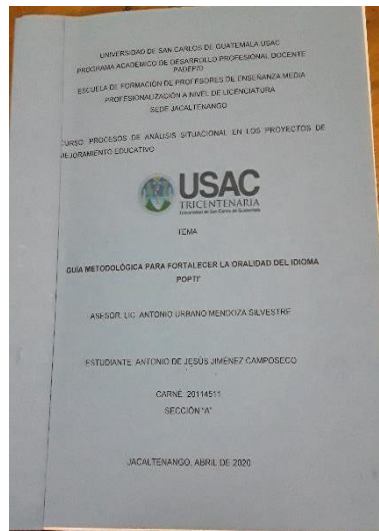 UNIVERSIDAD DE SAN CARLOS DE GUATEMALA USAC
PROGRAMA ACADÉMICO DE DESARROLLO PROFESIONAL DOCENTE
PADEP/D
ESCUELA DE FORMACIÓN DE PROFESORES DE ENSEÑANZA MEDIA
PROFESIONALIZACIÓN A NIVEL DE LICENCIATURA
SEDE JACALTENANGO
CURSO: PROCESOS DE ANÁLISIS SITUACIONAL EN LOS PROYECTOS DE
MEJORAMIENTO EDUCATIVO
USAC
TRICENTENARIA
Universidad de San Carlos de Guatemala
TEMA
GUÍA METODOLÓGICA PARA FORTALECER LA ORALIDAD DEL IDIOMA
POPTI'
ASESOR: LIC. ANTONIO URBANO MENDOZA SILVESTRE
ESTUDIANTE: ANTONIO DE JESÚS JIMÉNEZ CAMPOSECO
CARNÉ: 20114511
SECCIÓN "A"
JACALTENANGO, ABRIL DE 2020